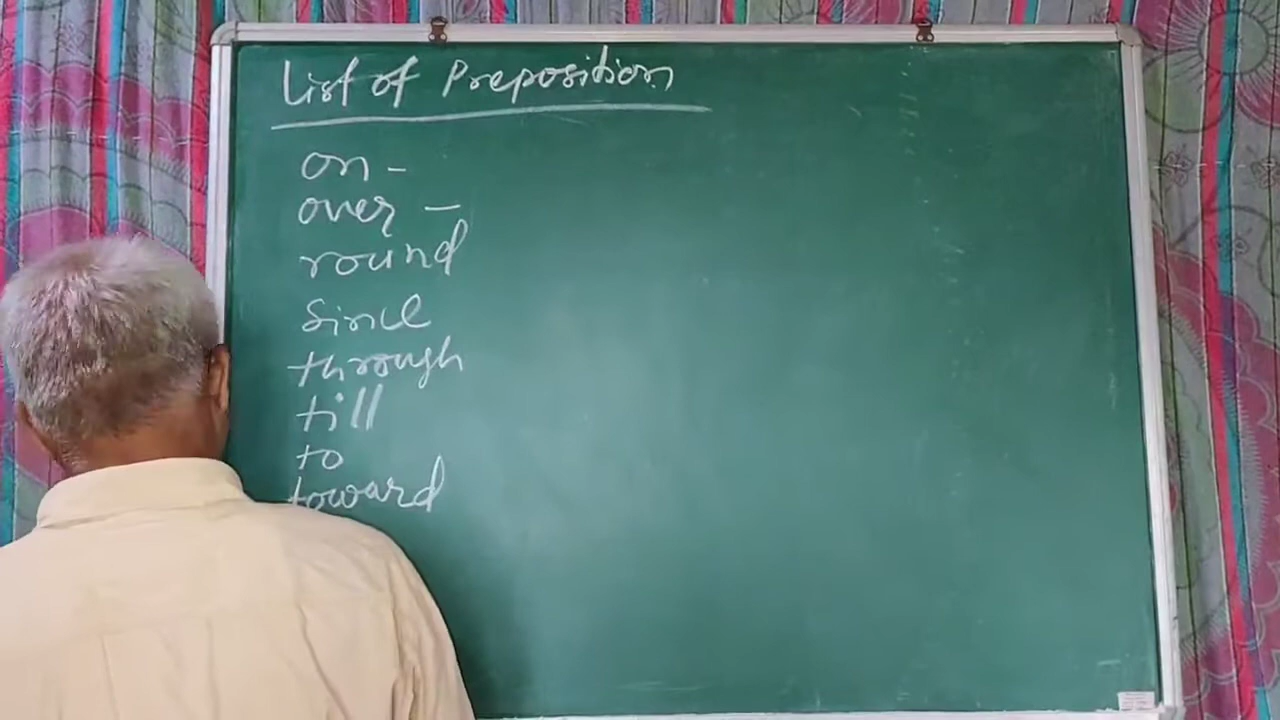 List of Preposition
on -
over -
round
since
through
till
to
toward